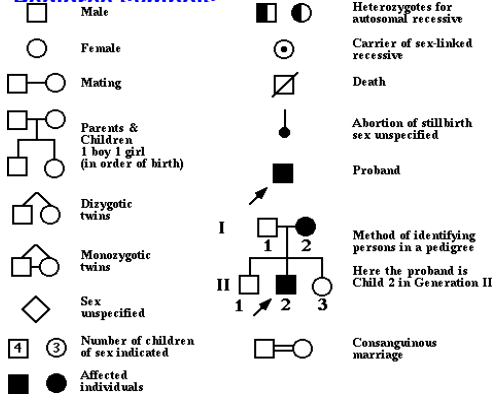 Male
Female
Mating
Parents &
Children
1 boy 1 girl
(in order of birth)
Dizygotic
twins
Monozygotic
twins
Sex
unspecified
4 3 Number of children
of sex indicated
Affected
individuals
Heterozygotes for
autosomal recessive
Carrier of sex-linked
recessive
Death
Abortion of stillbirth
sex unspecified
Proband
I
1 2
II
1 2 3
Method of identifying
persons in a pedigree
Here the proband is
Child 2 in Generation II
Consanguinous
marriage